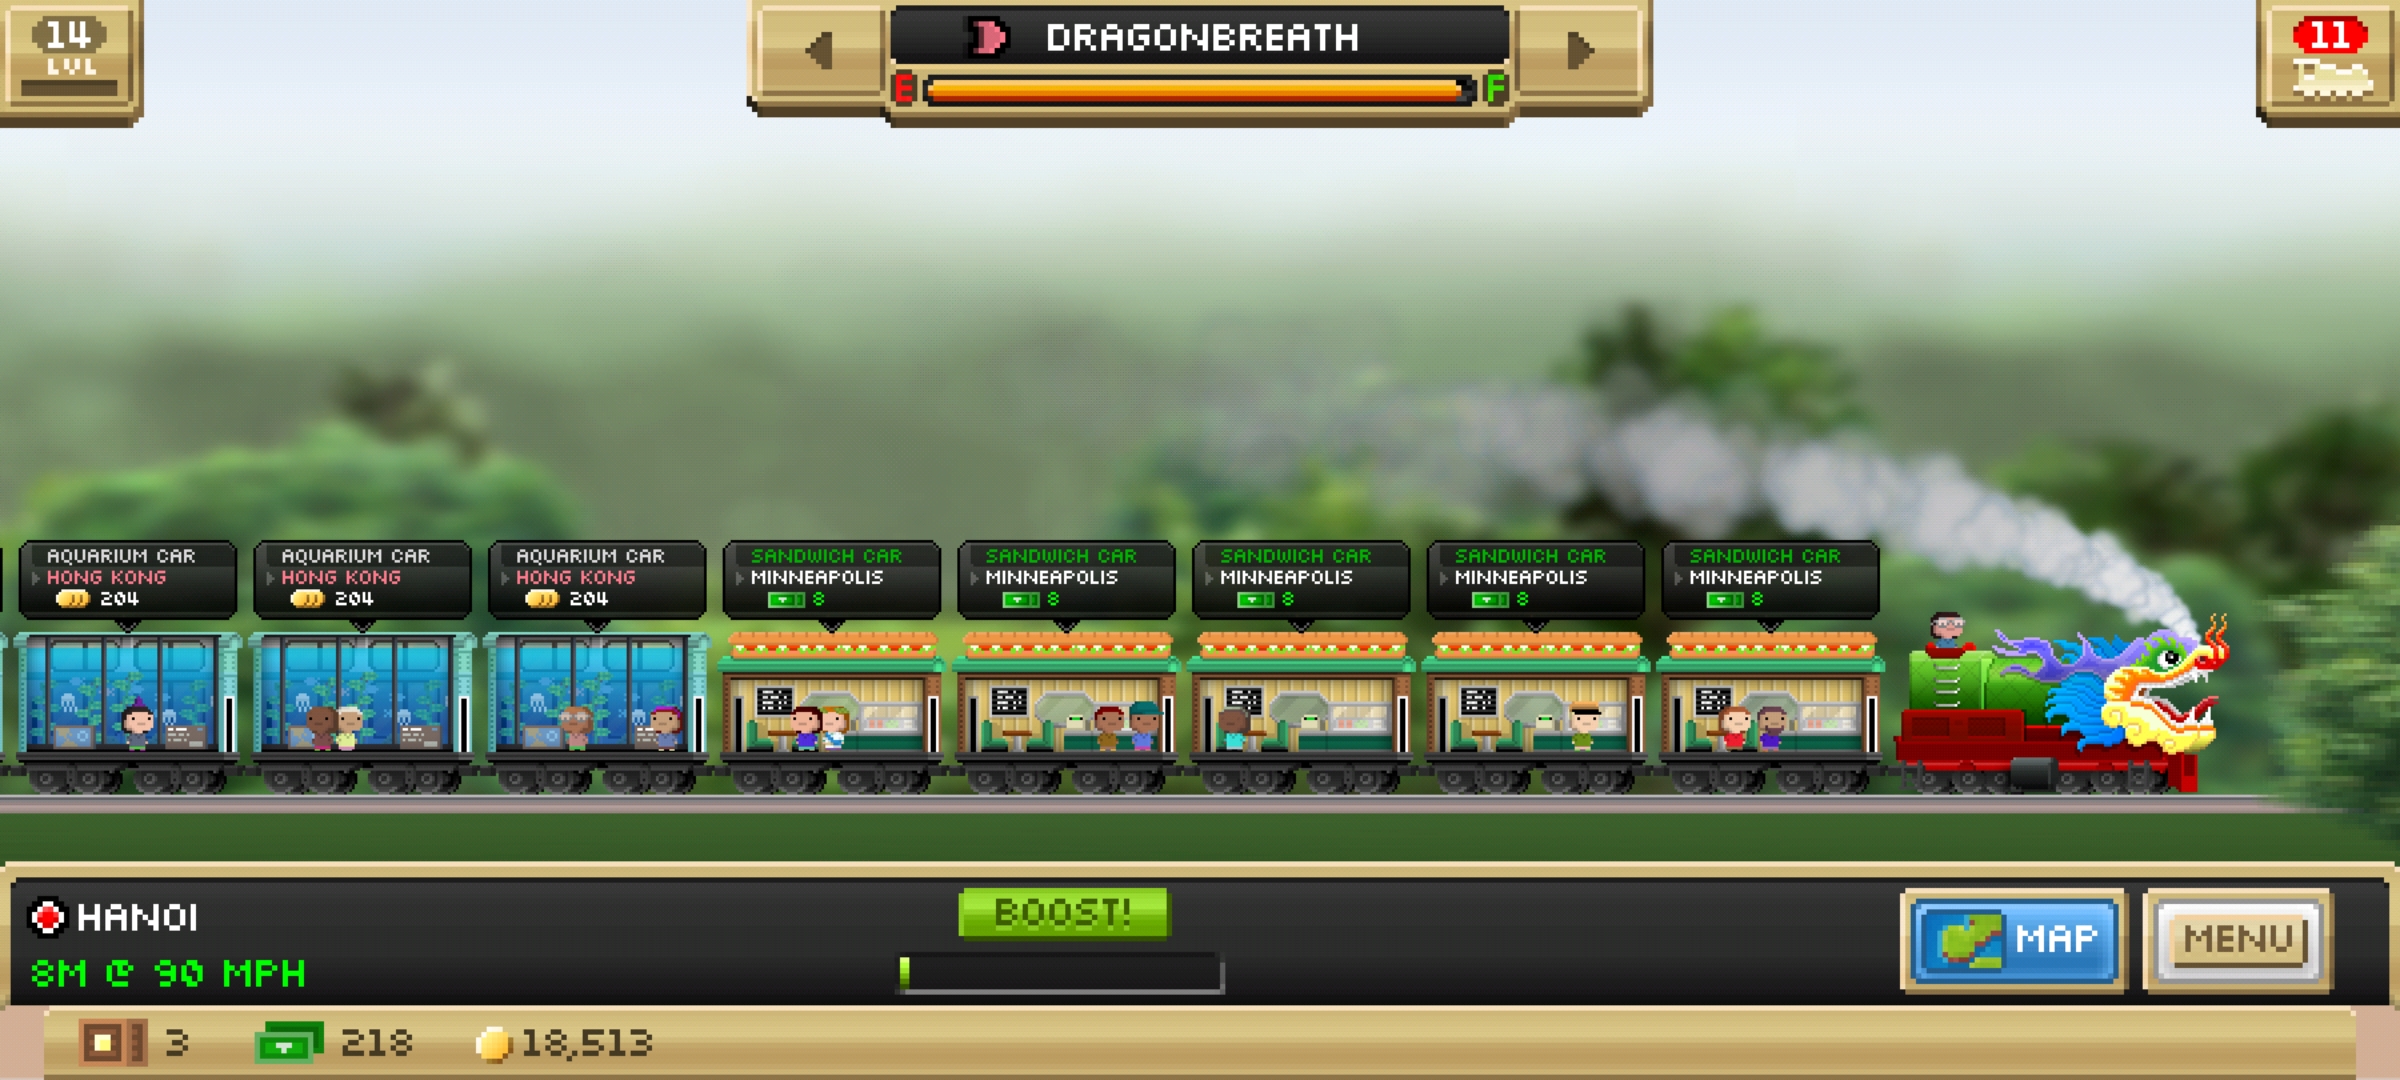 14
LVL
DRAGONBREATH
E F
11
AQUARIUM CAR
HONG KONG
204
AQUARIUM CAR
HONG KONG
204
AQUARIUM CAR
HONG KONG
204
SANDWICH CAR
MINNEAPOLIS
8
SANDWICH CAR
MINNEAPOLIS
8
SANDWICH CAR
MINNEAPOLIS
8
SANDWICH CAR
MINNEAPOLIS
8
SANDWICH CAR
MINNEAPOLIS
8
HANOI
8M @ 90 MPH
BOOST!
MAP
MENU
3
218
18,513